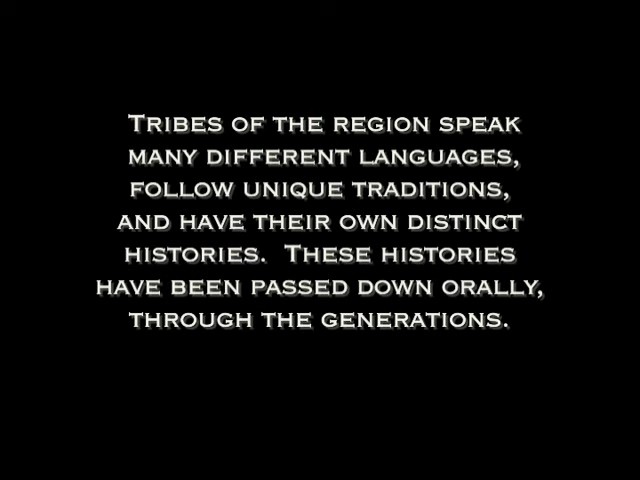 Tribes of the region speak
many different languages,
follow unique traditions,
and have their own distinct
histories.  These histories
have been passed down orally,
through the generations.